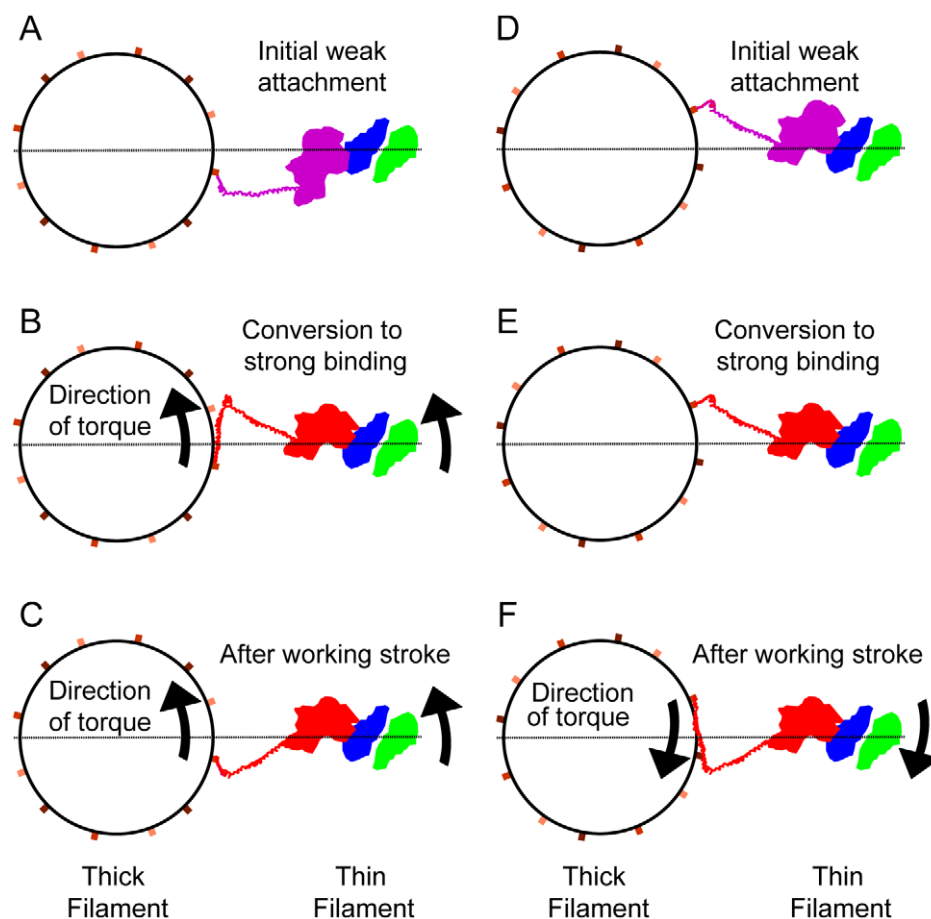 A
Initial weak
attachment
D
Initial weak
attachment
B
Conversion to
strong binding
Direction
of torque
E
Conversion to
strong binding
C
After working stroke
Direction
of torque
F
After working stroke
Direction
of torque
Thick
Filament
Thin
Filament
Thick
Filament
Thin
Filament